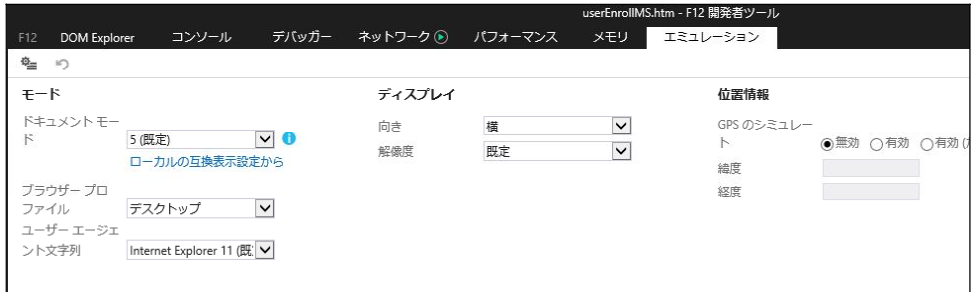 userEnrollMS.htm - F12 開発者ツール
F12 DOM Explorer コンソール デバッガー ネットワーク パフォーマンス メモリ エミュレーション
モード
ドキュメント モー
ド
5 (既定)
ローカルの互換表示設定から
ブラウザー プロ
ファイル
デスクトップ
ユーザー エージェ
ント文字列
Internet Explorer 11 (既
ディスプレイ
向き 横
解像度 既定
位置情報
GPS のシミュレー
ト
無効 有効 有効 (
緯度
経度